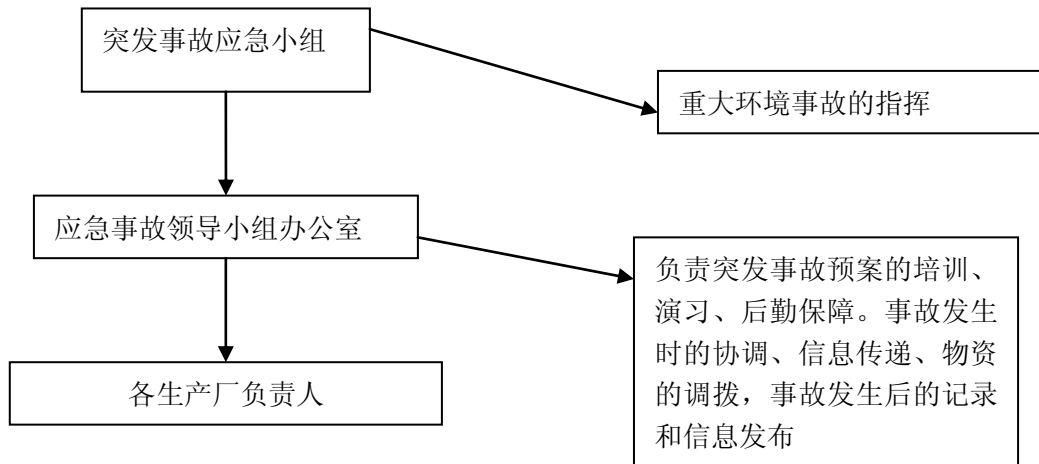 突发事故应急小组
重大环境事故的指挥
应急事故领导小组办公室
负责突发事故预案的培训、
演习、后勤保障。事故发生
时的协调、信息传递、物资
的调拨，事故发生后的记录
和信息发布
各生产厂负责人